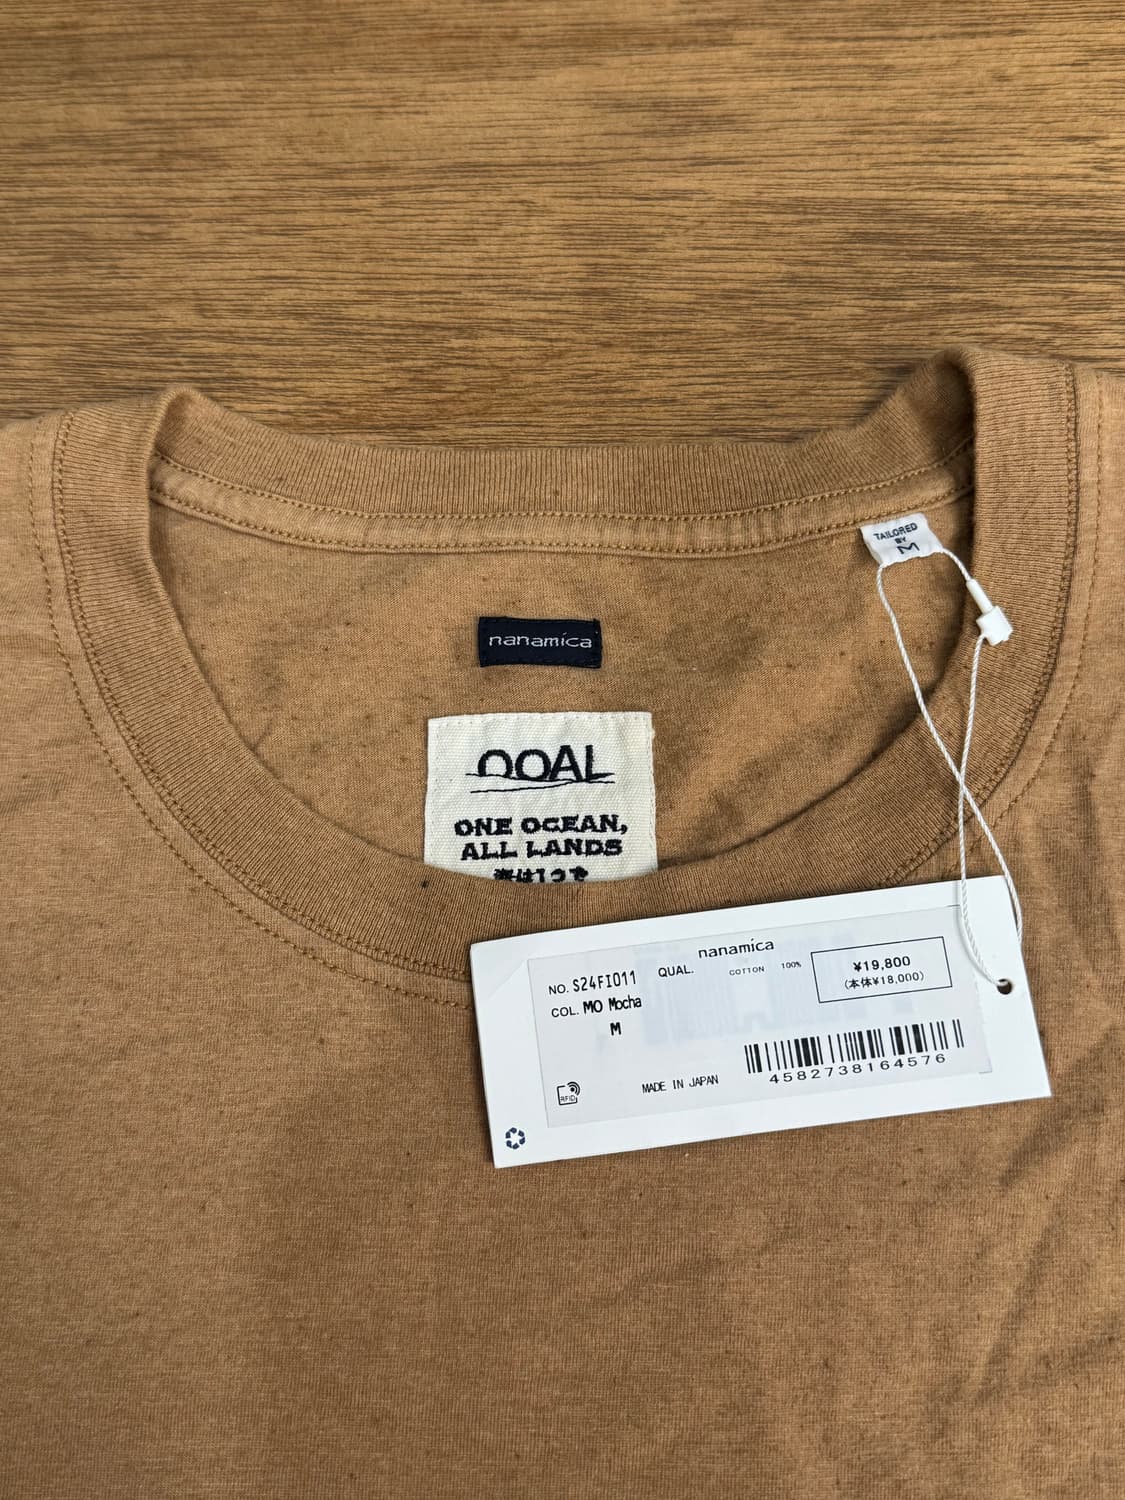 TAILORED
BY
M
nanamica
OOAL
ONE OCEAN,
ALL LANDS
nanamica
NO. S24FI011
QUAL. COTTON 100%
¥19,800
(本体¥18,000)
COL. MO Mocha
M
4582738164576
MADE IN JAPAN
RFID